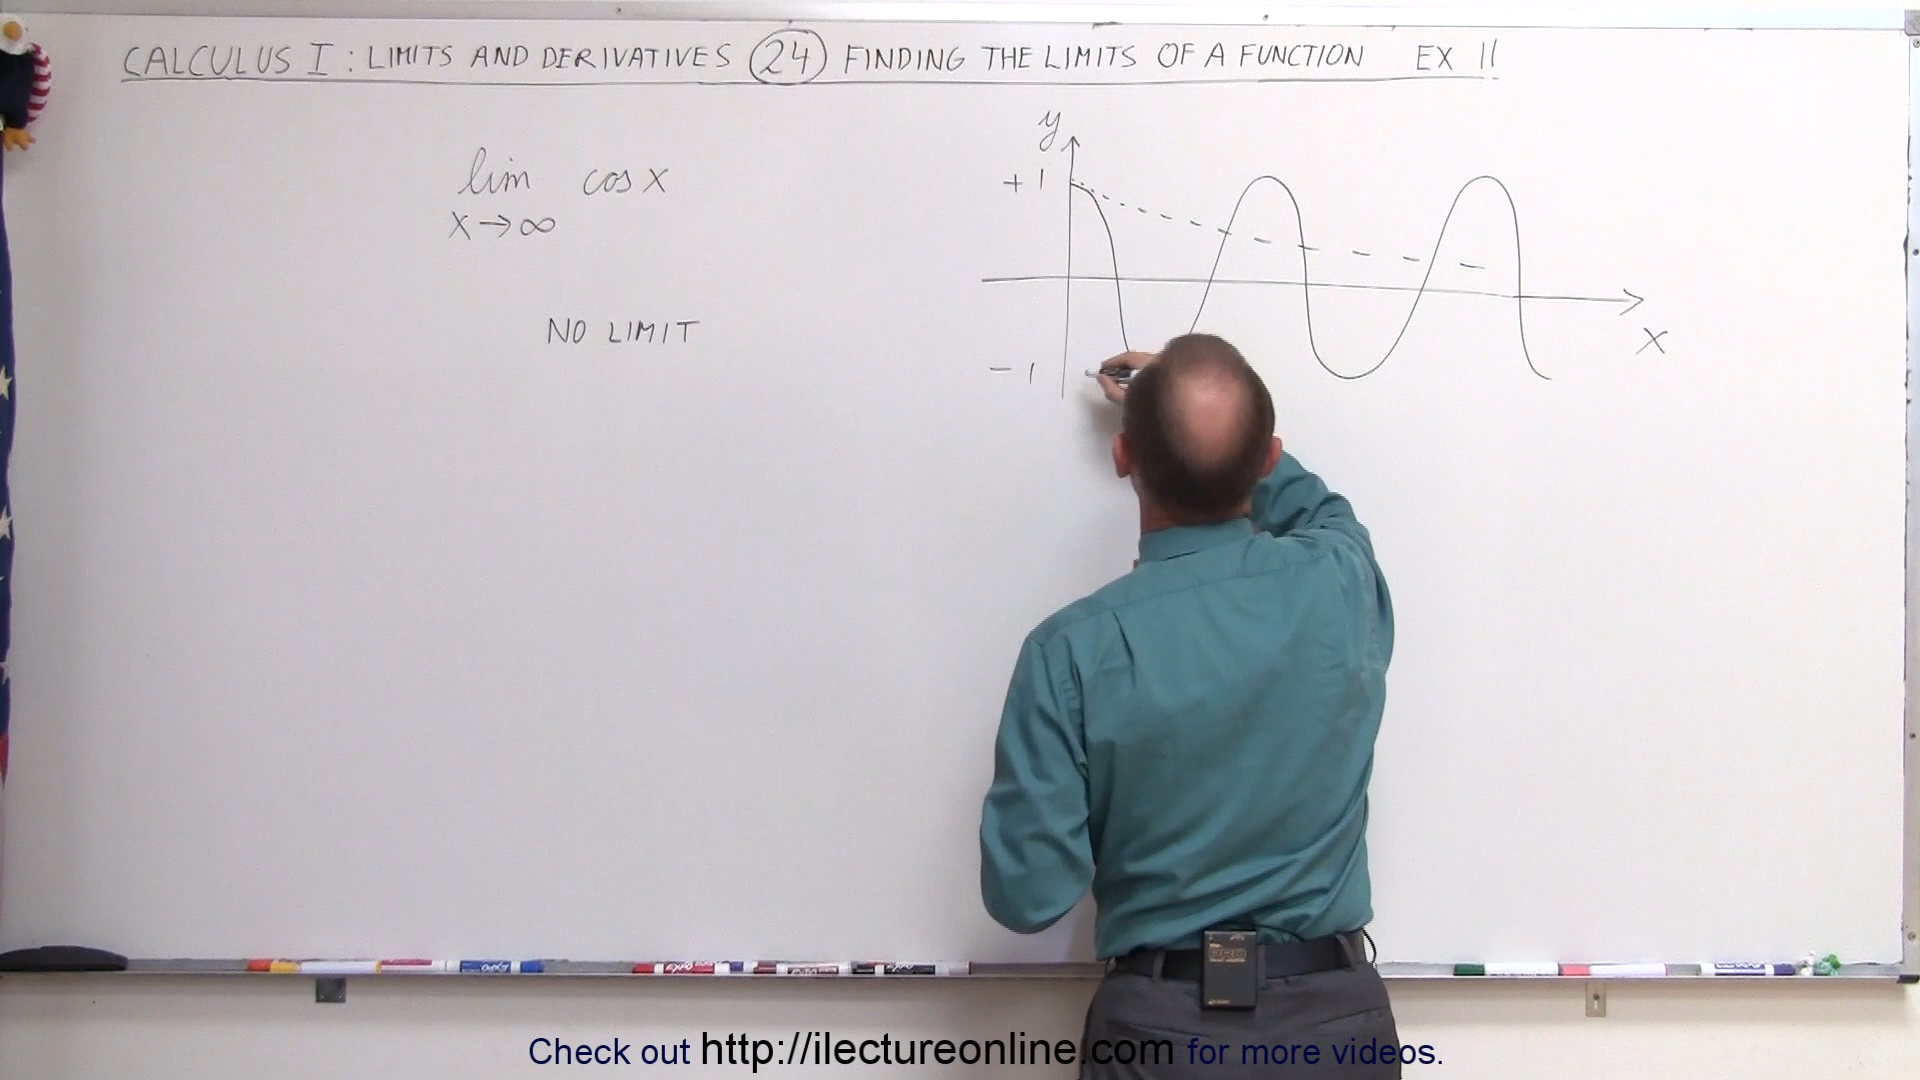 CALCULUS I : LIMITS AND DERIVATIVES 24 FINDING THE LIMITS OF A FUNCTION EX 11
lim cos x
x→∞
NO LIMIT
y
+1
-1
x
Check out http://ilectureonline.com for more videos.